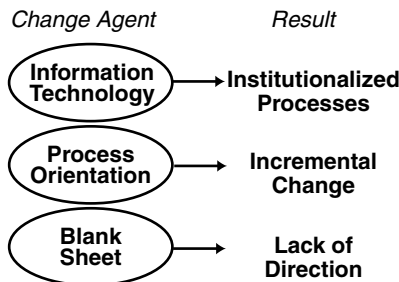 Change Agent Result
Information
Technology
Institutionalized
Processes
Process
Orientation
Incremental
Change
Blank
Sheet
Lack of
Direction